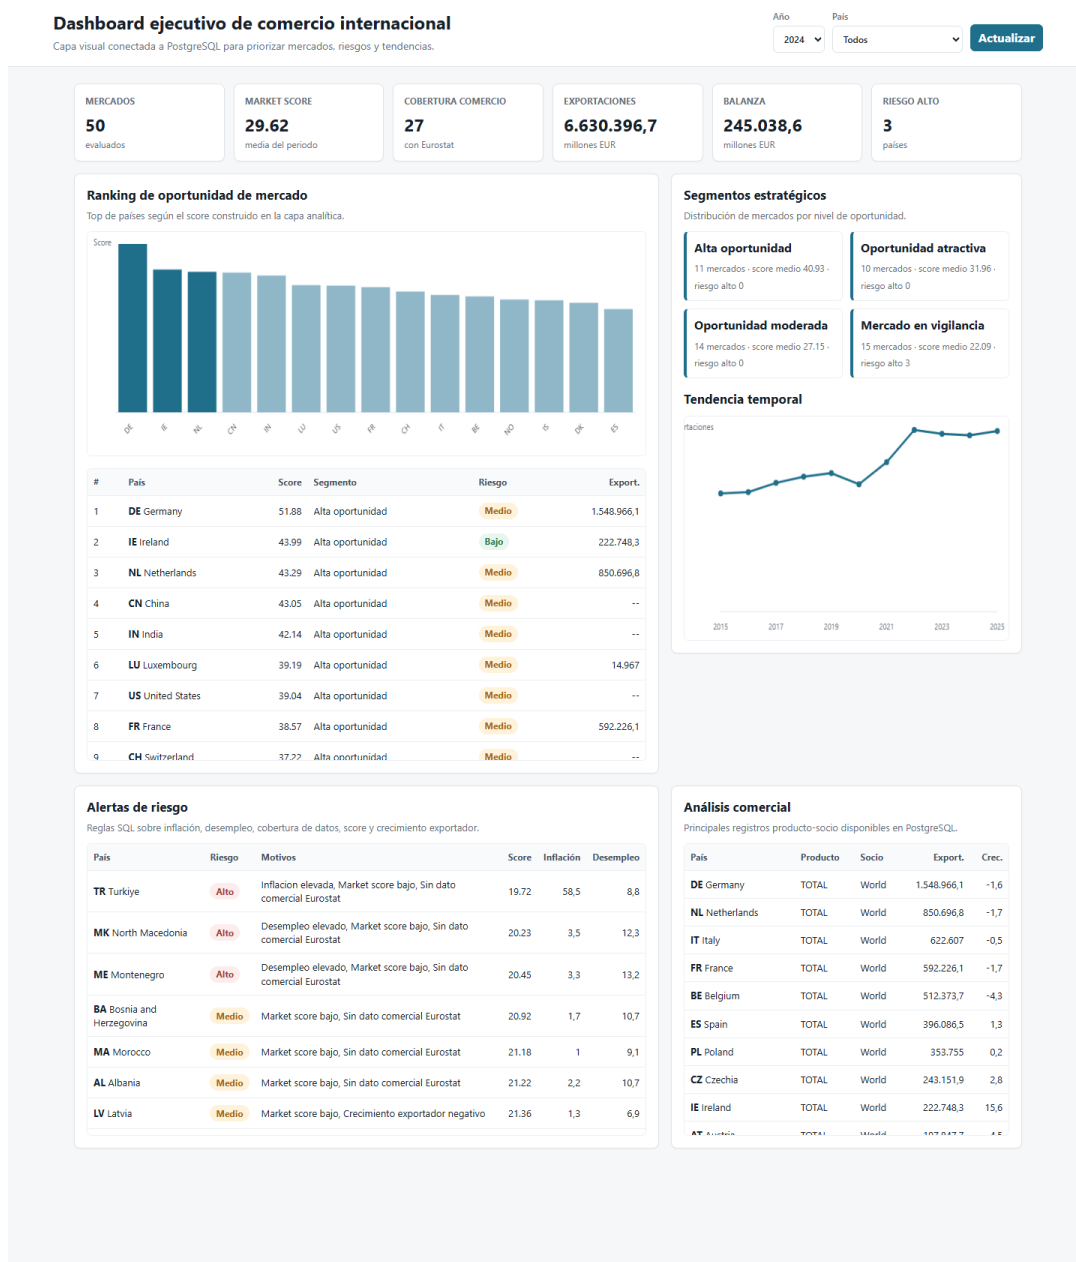 Dashboard ejecutivo de comercio internacional
Capa visual conectada a PostgreSQL para priorizar mercados, riesgos y tendencias.
Año
País
2024
Todos
Actualizar
MERCADOS
50
evaluados
MARKET SCORE
29.62
media del periodo
COBERTURA COMERCIO
27
con Eurostat
EXPORTACIONES
6.630.396,7
millones EUR
BALANZA
245.038,6
millones EUR
RIESGO ALTO
3
países
Ranking de oportunidad de mercado
Top de países según el score construido en la capa analítica.
Score
DE IE NL CN IN LU US FR CH IT BE NO IS DK ES
# País Score Segmento Riesgo Export.
1 DE Germany 51.88 Alta oportunidad Medio 1.548.966,1
2 IE Ireland 43.99 Alta oportunidad Bajo 222.748,3
3 NL Netherlands 43.29 Alta oportunidad Medio 850.696,8
4 CN China 43.05 Alta oportunidad Medio --
5 IN India 42.14 Alta oportunidad Medio --
6 LU Luxembourg 39.19 Alta oportunidad Medio 14.967
7 US United States 39.04 Alta oportunidad Medio --
8 FR France 38.57 Alta oportunidad Medio 592.226,1
9 CH Switzerland 37.22 Alta oportunidad Medio --
Segmentos estratégicos
Distribución de mercados por nivel de oportunidad.
Alta oportunidad
11 mercados · score medio 40.93 ·
riesgo alto 0
Oportunidad atractiva
10 mercados · score medio 31.96 ·
riesgo alto 0
Oportunidad moderada
14 mercados · score medio 27.15 ·
riesgo alto 0
Mercado en vigilancia
15 mercados · score medio 22.09 ·
riesgo alto 3
Tendencia temporal
rtaciones
2015 2017 2019 2021 2023 2025
Alertas de riesgo
Reglas SQL sobre inflación, desempleo, cobertura de datos, score y crecimiento exportador.
País Riesgo Motivos Score Inflación Desempleo
TR Turkiye Alto Inflacion elevada, Market score bajo, Sin dato
comercial Eurostat 19.72 58,5 8,8
MK North Macedonia Alto Desempleo elevado, Market score bajo, Sin dato
comercial Eurostat 20.23 3,5 12,3
ME Montenegro Alto Desempleo elevado, Market score bajo, Sin dato
comercial Eurostat 20.45 3,3 13,2
BA Bosnia and
Herzegovina Medio Market score bajo, Sin dato comercial Eurostat 20.92 1,7 10,7
MA Morocco Medio Market score bajo, Sin dato comercial Eurostat 21.18 1 9,1
AL Albania Medio Market score bajo, Sin dato comercial Eurostat 21.22 2,2 10,7
LV Latvia Medio Market score bajo, Crecimiento exportador negativo 21.36 1,3 6,9
Análisis comercial
Principales registros producto-socio disponibles en PostgreSQL.
País Producto Socio Export. Crec.
DE Germany TOTAL World 1.548.966,1 -1,6
NL Netherlands TOTAL World 850.696,8 -1,7
IT Italy TOTAL World 622.607 -0,5
FR France TOTAL World 592.226,1 -1,7
BE Belgium TOTAL World 512.373,7 -4,3
ES Spain TOTAL World 396.086,5 1,3
PL Poland TOTAL World 353.755 0,2
CZ Czechia TOTAL World 243.151,9 2,8
IE Ireland TOTAL World 222.748,3 15,6
AT Austria TOTAL World